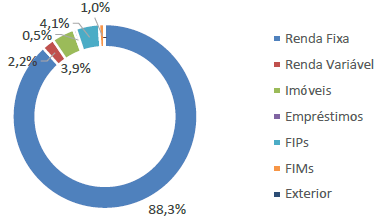 1,0%
4,1%
0,5%
2,2%
3,9%
88,3%
Renda Fixa
Renda Variável
Imóveis
Empréstimos
FIPs
FIMs
Exterior